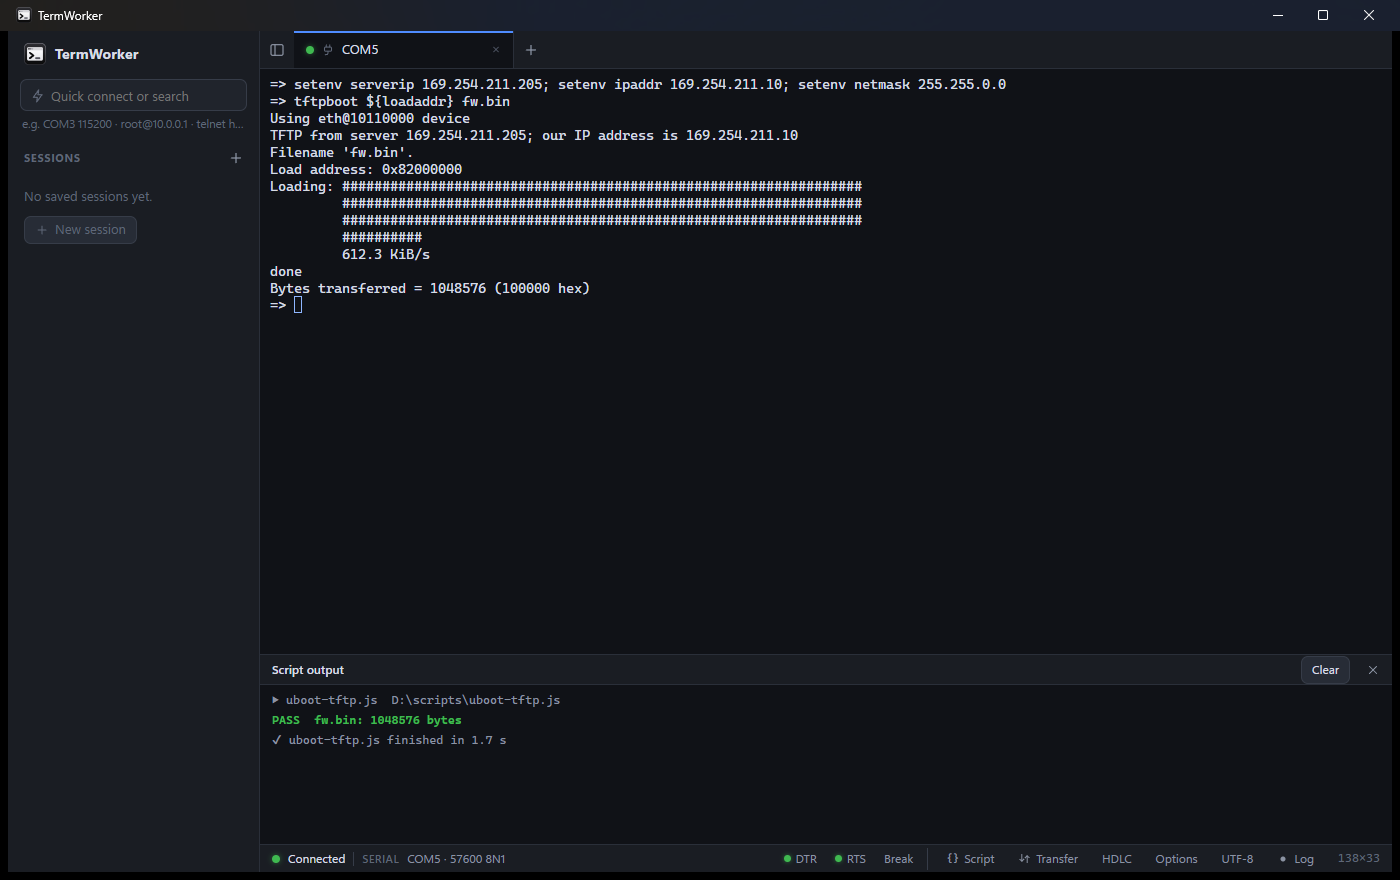 TermWorker
TermWorker
Quick connect or search
e.g. COM3 115200 · root@10.0.0.1 · telnet h...
SESSIONS
No saved sessions yet.
New session
COM5
=> setenv serverip 169.254.211.205; setenv ipaddr 169.254.211.10; setenv netmask 255.255.0.0
=> tftpboot ${loadaddr} fw.bin
Using eth@10110000 device
TFTP from server 169.254.211.205; our IP address is 169.254.211.10
Filename 'fw.bin'.
Load address: 0x82000000
Loading: #################################################################
#################################################################
#################################################################
##########
612.3 KiB/s
done
Bytes transferred = 1048576 (100000 hex)
=>
Script output
Clear
uboot-tftp.js D:\scripts\uboot-tftp.js
PASS fw.bin: 1048576 bytes
✓ uboot-tftp.js finished in 1.7 s
Connected SERIAL COM5 · 57600 8N1 DTR RTS Break {} Script Transfer HDLC Options UTF-8 Log 138×33